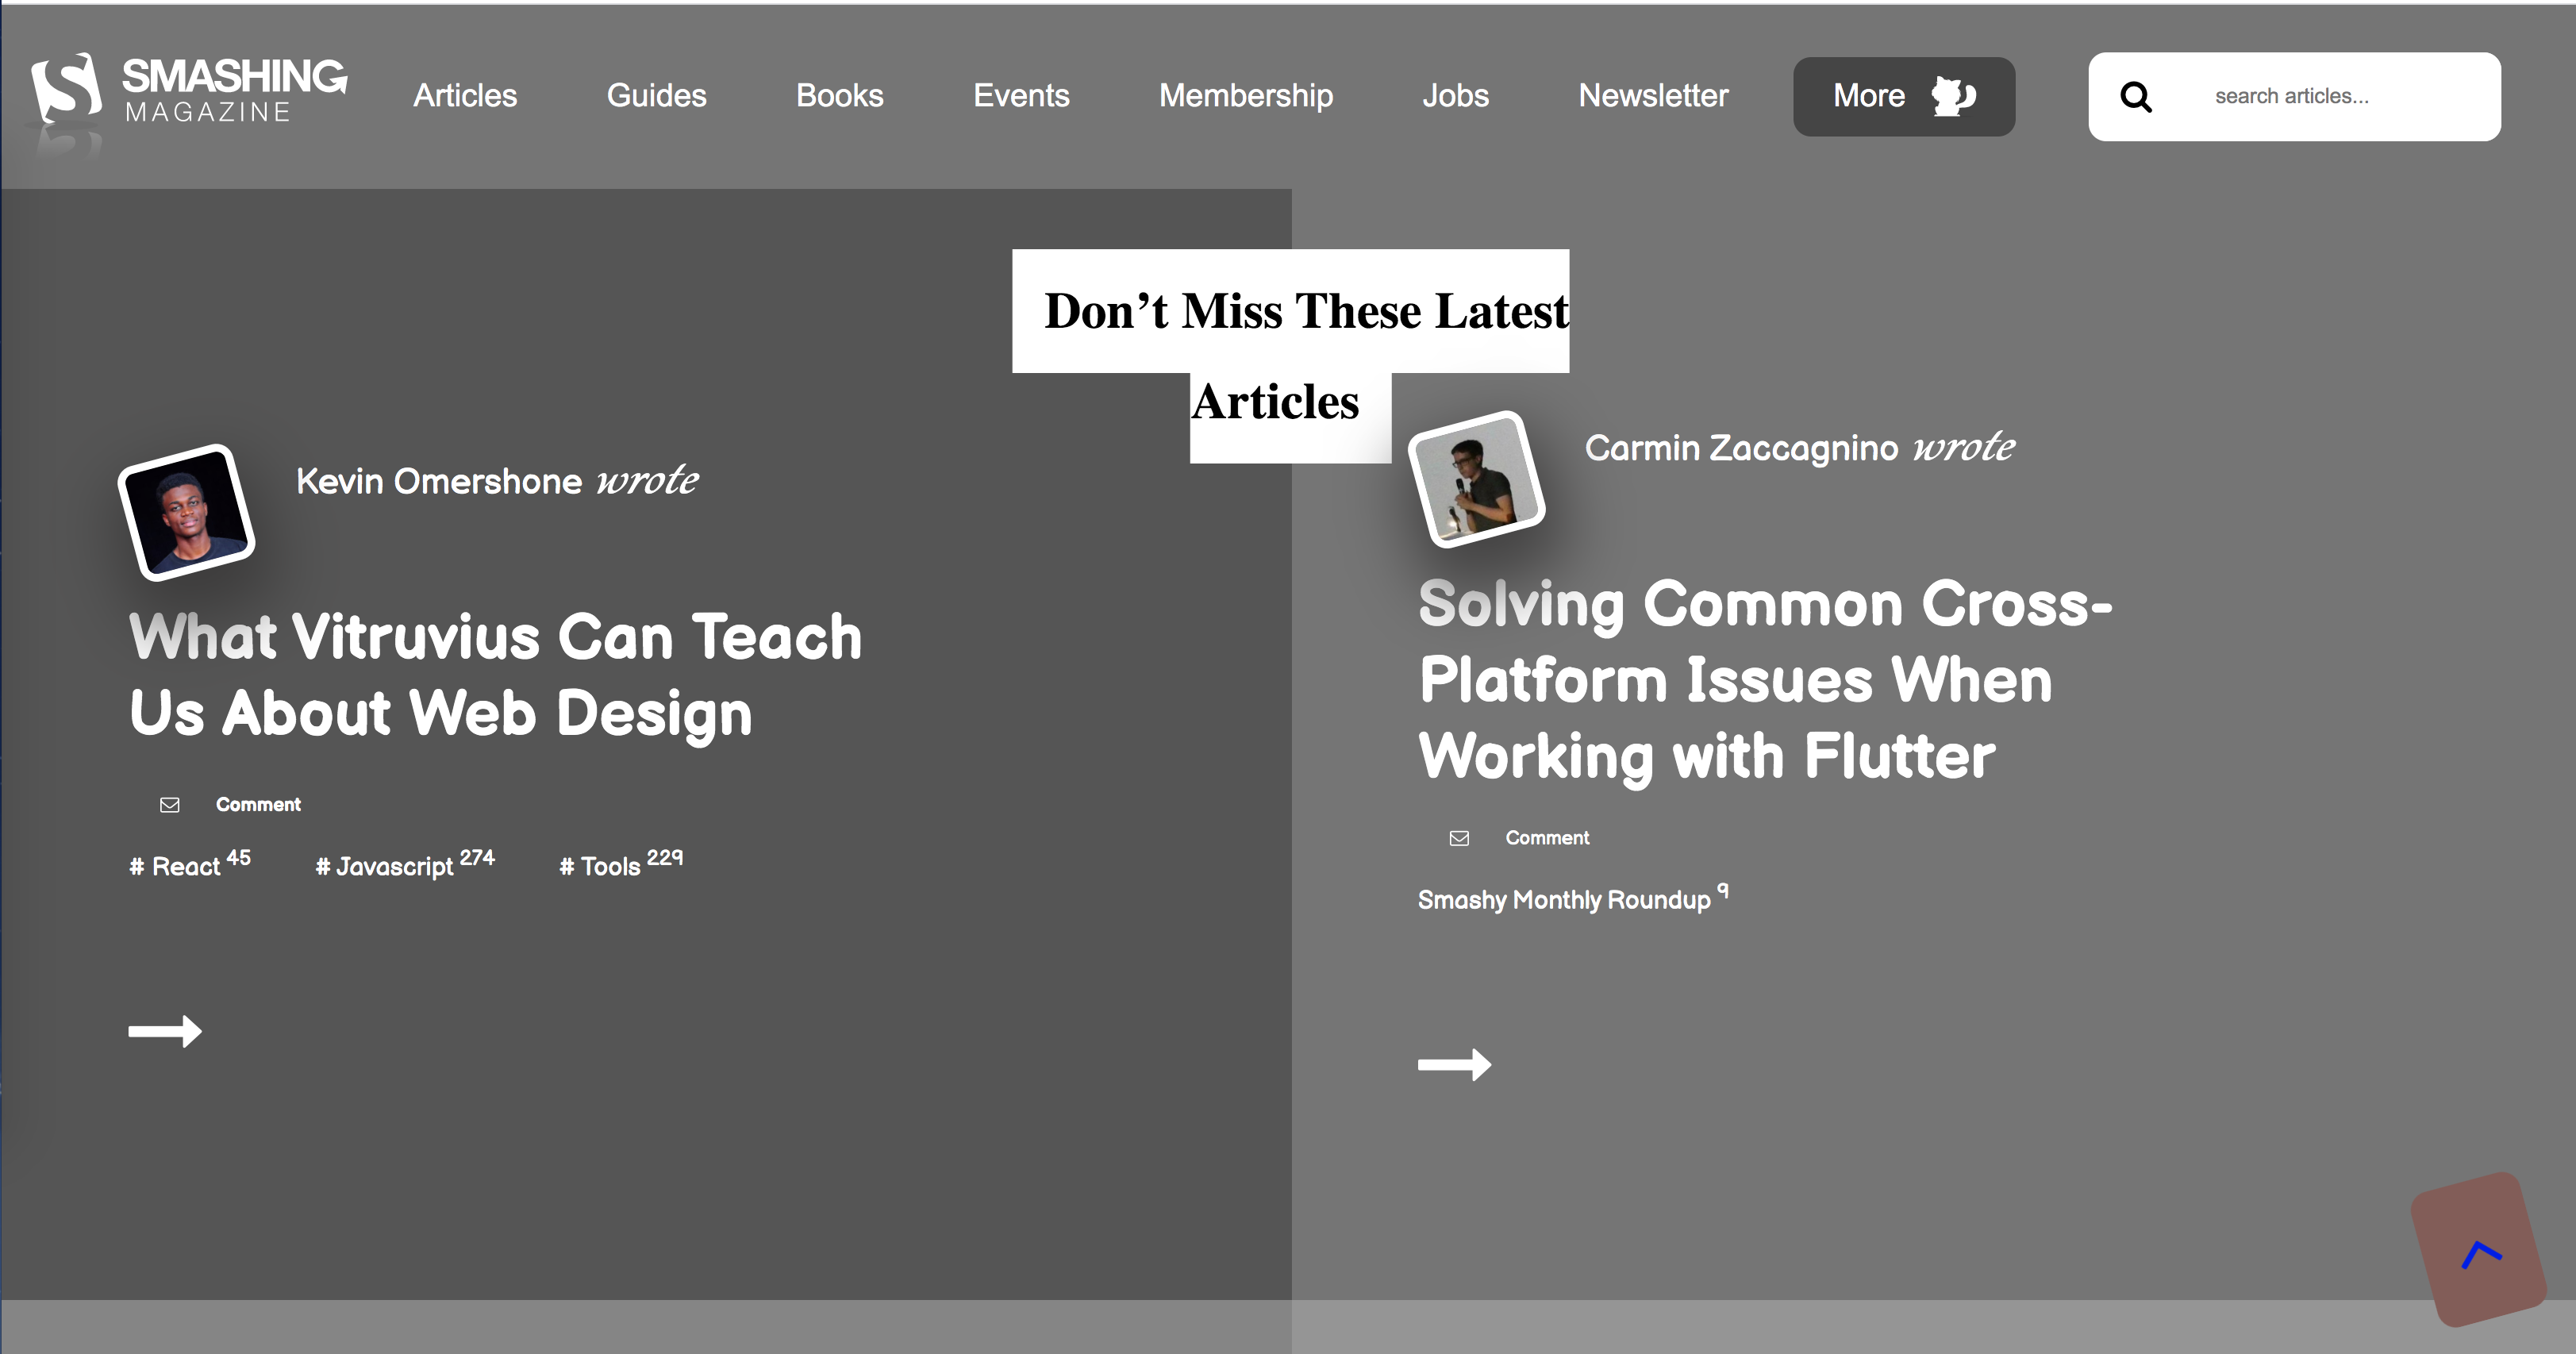 SMASHING
MAGAZINE
Articles
Guides
Books
Events
Membership
Jobs
Newsletter
More
search articles...
Don’t Miss These Latest
Articles
Kevin Omershone wrote
What Vitruvius Can Teach
Us About Web Design
Comment
# React 45
# Javascript 274
# Tools 229
Carmin Zaccagnino wrote
Solving Common Cross-
Platform Issues When
Working with Flutter
Comment
Smashy Monthly Roundup 9